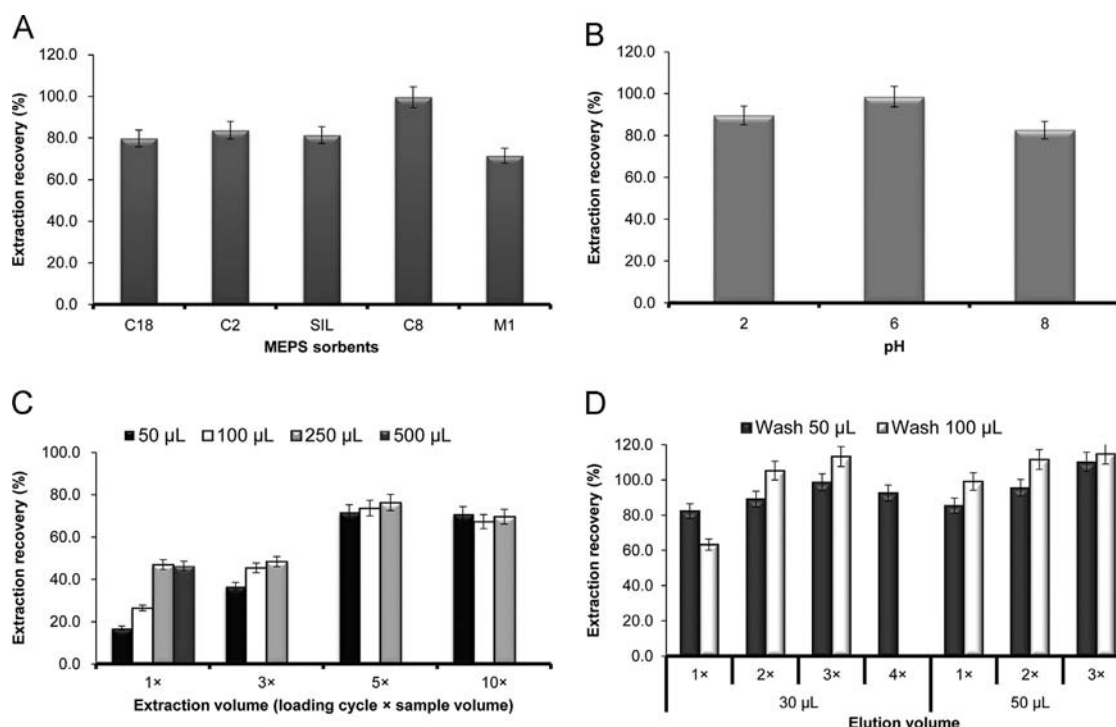 A
Extraction recovery (%)
120.0
100.0
80.0
60.0
40.0
20.0
0.0
C18 C2 SIL C8 M1
MEPS sorbents
B
Extraction recovery (%)
120.0
100.0
80.0
60.0
40.0
20.0
0.0
2 6 8
pH
C
50 µL 100 µL 250 µL 500 µL
Extraction recovery (%)
100.0
80.0
60.0
40.0
20.0
0.0
1× 3× 5× 10×
Extraction volume (loading cycle × sample volume)
D
Wash 50 µL Wash 100 µL
Extraction recovery (%)
120.0
100.0
80.0
60.0
40.0
20.0
0.0
1× 2× 3× 4× 1× 2× 3×
30 µL 50 µL
Elution volume